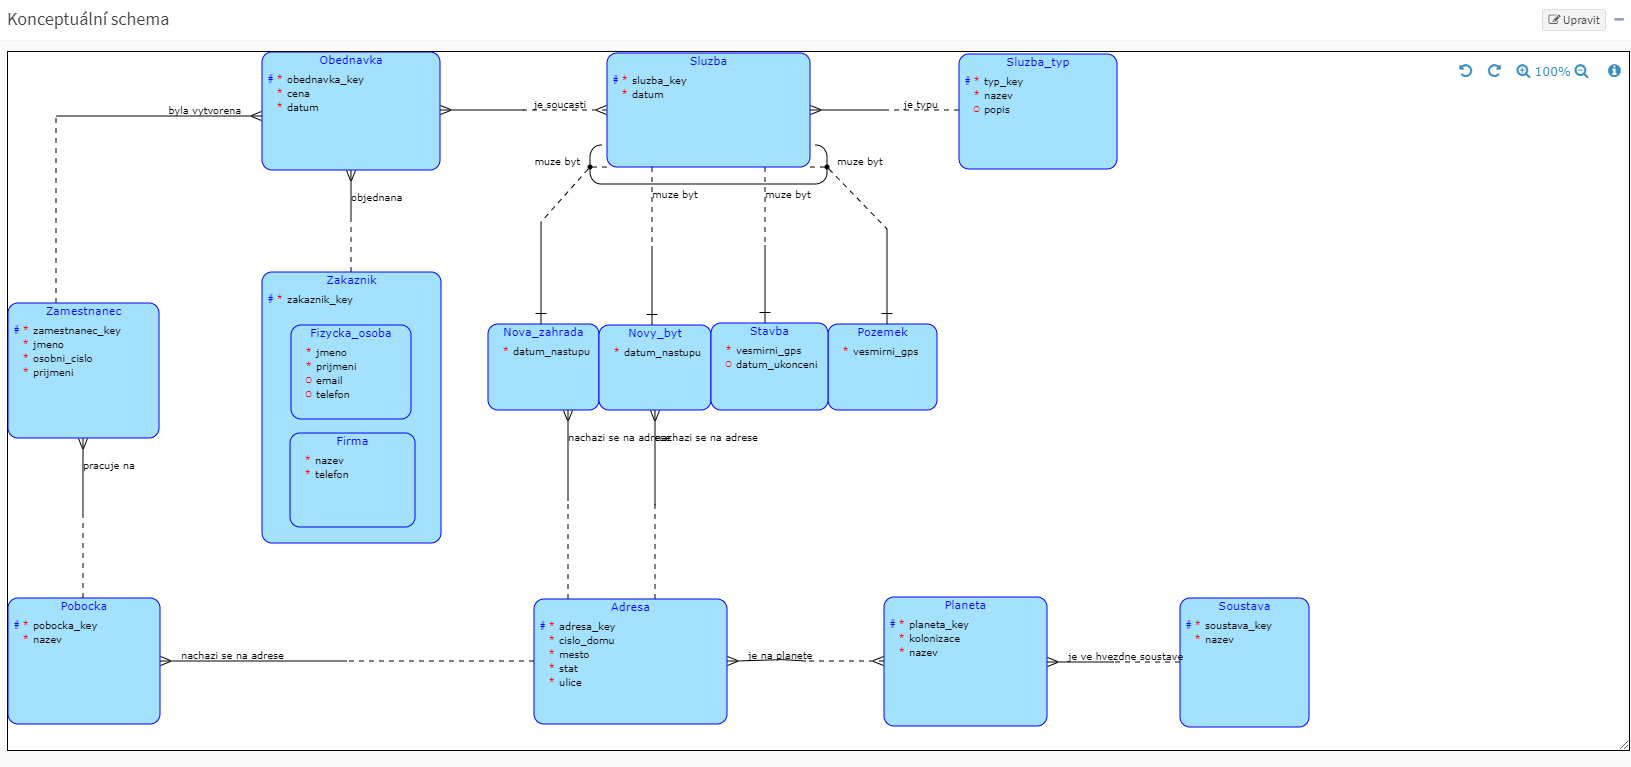 Konceptuální schema
Upravit
100%
Obednavka
# * obednavka_key
* cena
* datum
Sluzba
# * sluzba_key
* datum
Sluzba_typ
# * typ_key
* nazev
o popis
byla vytvorena
je soucasti
je typu
muze byt
muze byt
muze byt
muze byt
objednana
Zamestnanec
# * zamestnanec_key
* jmeno
* osobni_cislo
* prijmeni
Zakaznik
# * zakaznik_key
Fizycka_osoba
* jmeno
* prijmeni
o email
o telefon
Firma
* nazev
* telefon
Nova_zahrada
* datum_nastupu
Novy_byt
* datum_nastupu
Stavba
* vesmirni_gps
o datum_ukonceni
Pozemek
* vesmirni_gps
nachazi se na adrese
nachazi se na adrese
pracuje na
Pobocka
# * pobocka_key
* nazev
nachazi se na adrese
Adresa
# * adresa_key
* cislo_domu
* mesto
* stat
* ulice
je na planete
Planeta
# * planeta_key
* kolonizace
* nazev
je ve hvezdne soustave
Soustava
# * soustava_key
* nazev